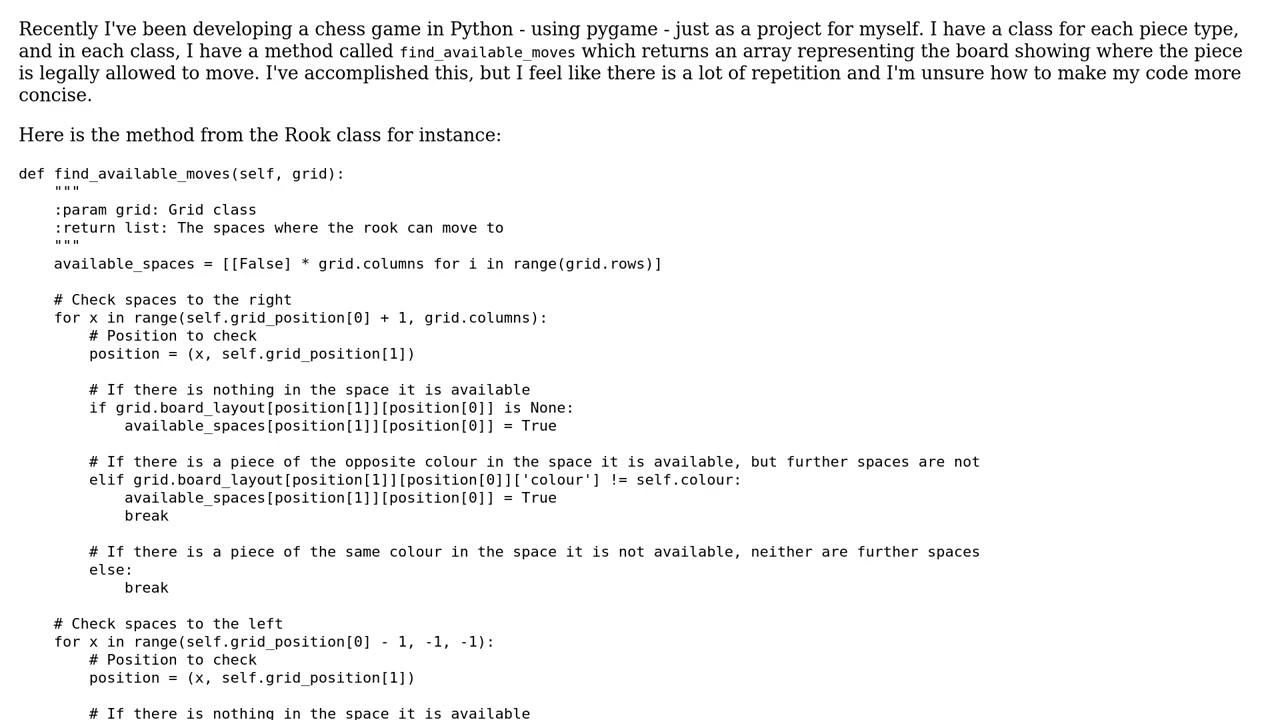 Recently I've been developing a chess game in Python - using pygame - just as a project for myself. I have a class for each piece type,
and in each class, I have a method called find_available_moves which returns an array representing the board showing where the piece
is legally allowed to move. I've accomplished this, but I feel like there is a lot of repetition and I'm unsure how to make my code more
concise.
Here is the method from the Rook class for instance:
def find_available_moves(self, grid):
    """
    :param grid: Grid class
    :return list: The spaces where the rook can move to
    """
    available_spaces = [[False] * grid.columns for i in range(grid.rows)]
    # Check spaces to the right
    for x in range(self.grid_position[0] + 1, grid.columns):
        # Position to check
        position = (x, self.grid_position[1])
        # If there is nothing in the space it is available
        if grid.board_layout[position[1]][position[0]] is None:
            available_spaces[position[1]][position[0]] = True
        # If there is a piece of the opposite colour in the space it is available, but further spaces are not
        elif grid.board_layout[position[1]][position[0]]['colour'] != self.colour:
            available_spaces[position[1]][position[0]] = True
            break
        # If there is a piece of the same colour in the space it is not available, neither are further spaces
        else:
            break
    # Check spaces to the left
    for x in range(self.grid_position[0] - 1, -1, -1):
        # Position to check
        position = (x, self.grid_position[1])
        # If there is nothing in the space it is available